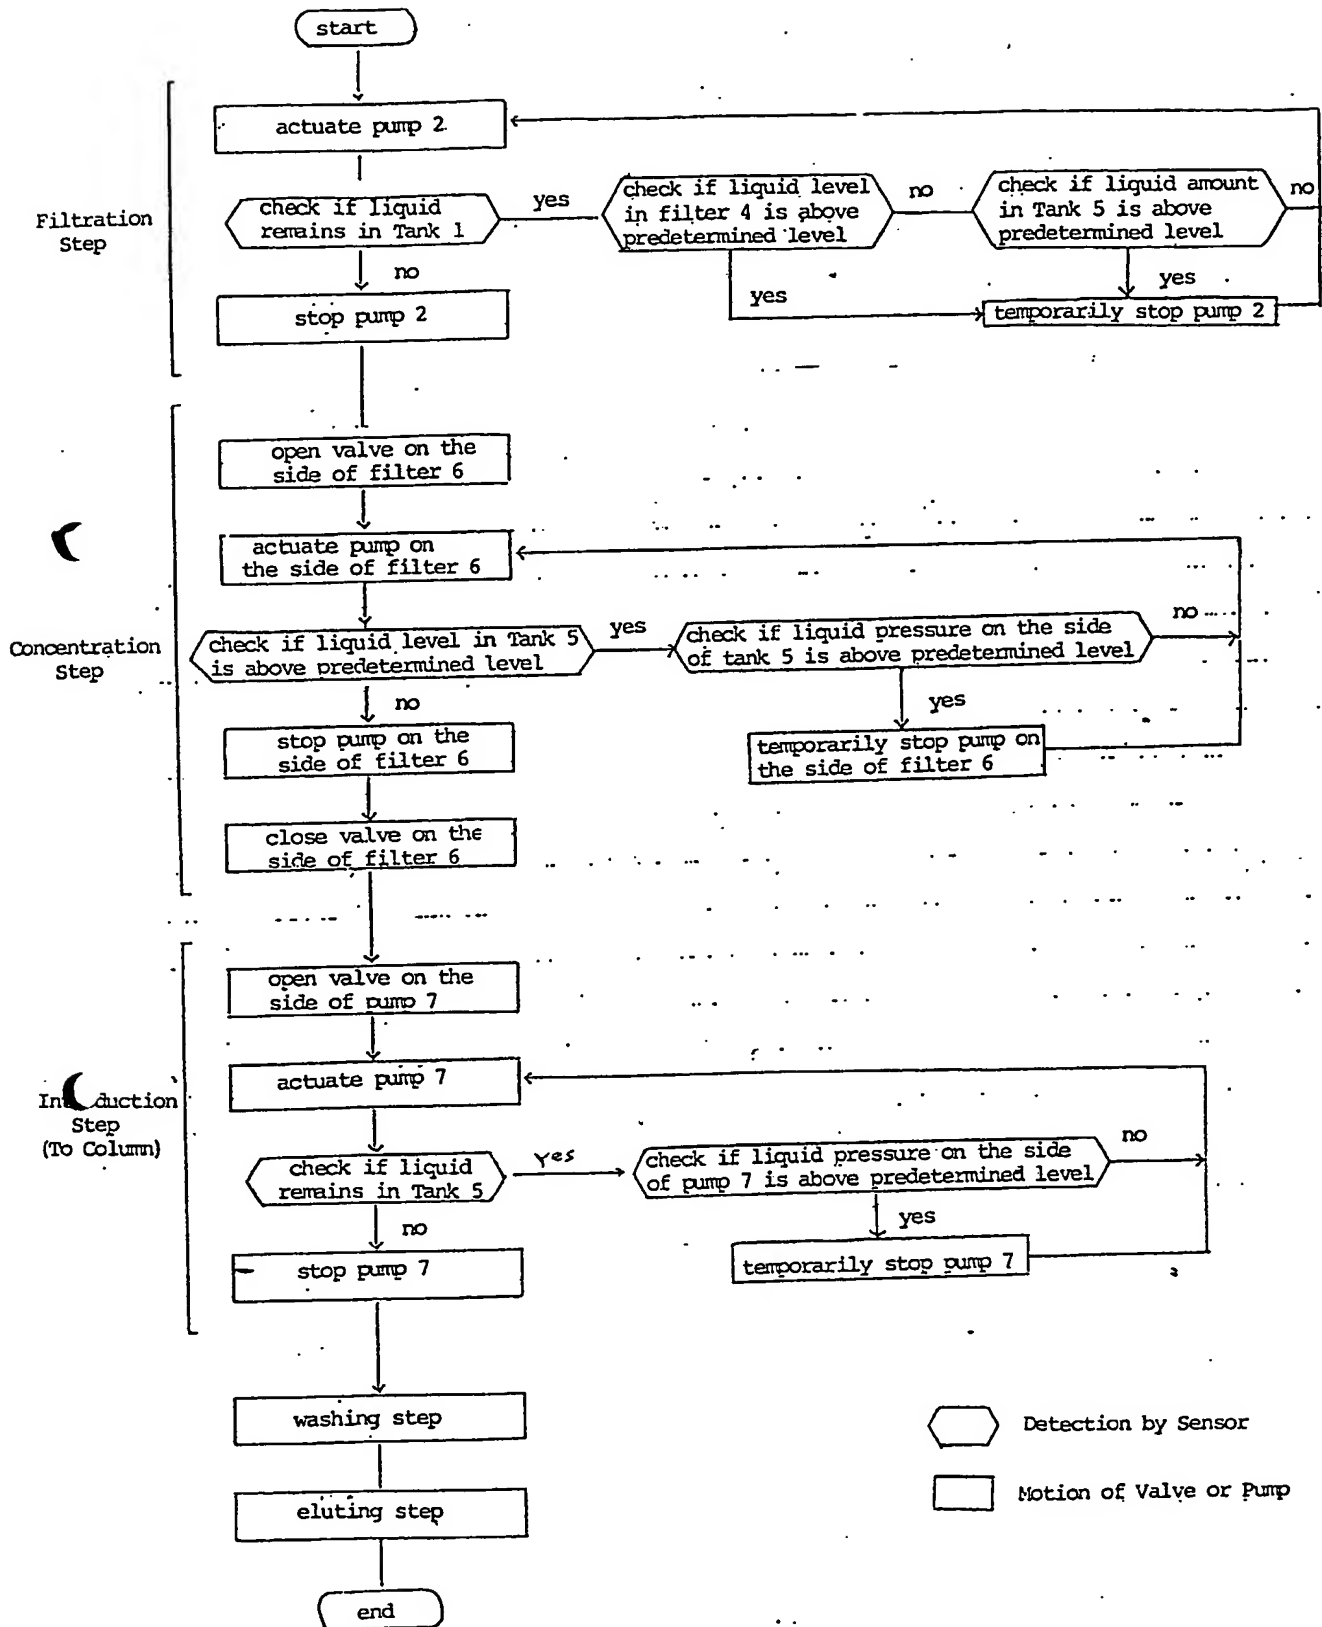 start
actuate pump 2
Filtration
Step
check if liquid
remains in Tank 1
yes
check if liquid level
in filter 4 is above
predetermined level
no
check if liquid amount
in Tank 5 is above
predetermined level
no
no
yes
yes
stop pump 2
temporarily stop pump 2
open valve on the
side of filter 6
actuate pump on
the side of filter 6
Concentration
Step
check if liquid level in Tank 5
is above predetermined level
yes
check if liquid pressure on the side
of tank 5 is above predetermined level
no
no
yes
stop pump on the
side of filter 6
temporarily stop pump on
the side of filter 6
close valve on the
side of filter 6
open valve on the
side of pump 7
actuate pump 7
Step
(To Column)
check if liquid
remains in Tank 5
Yes
check if liquid pressure on the side
of pump 7 is above predetermined level
no
no
yes
stop pump 7
temporarily stop pump 7
washing step
eluting step
end
Detection by Sensor
Motion of Valve or Pump